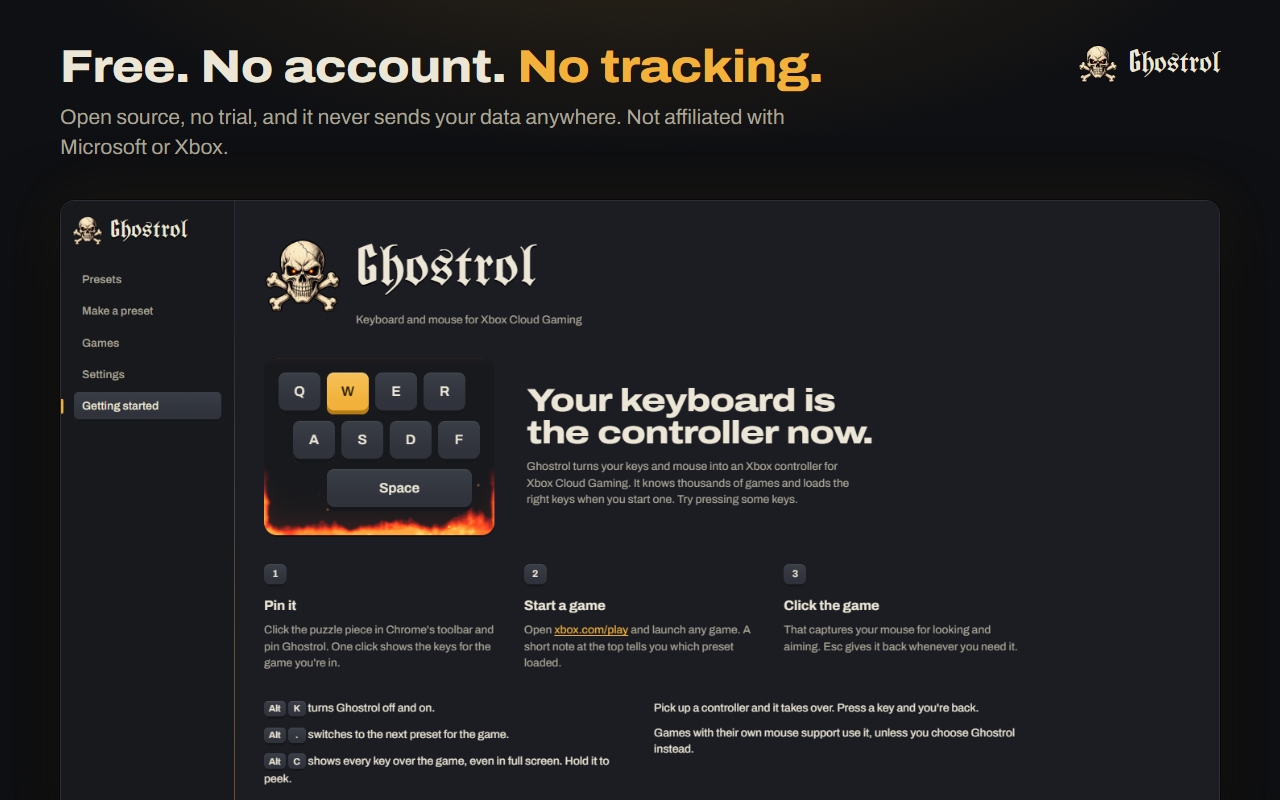 Free. No account. No tracking.
Ghostrol
Open source, no trial, and it never sends your data anywhere. Not affiliated with
Microsoft or Xbox.
Ghostrol
Presets
Make a preset
Games
Settings
Getting started
Ghostrol
Keyboard and mouse for Xbox Cloud Gaming
Q W E R
A S D F
Space
Your keyboard is
the controller now.
Ghostrol turns your keys and mouse into an Xbox controller for
Xbox Cloud Gaming. It knows thousands of games and loads the
right keys when you start one. Try pressing some keys.
1
Pin it
Click the puzzle piece in Chrome's toolbar and
pin Ghostrol. One click shows the keys for the
game you're in.
2
Start a game
Open xbox.com/play and launch any game. A
short note at the top tells you which preset
loaded.
3
Click the game
That captures your mouse for looking and
aiming. Esc gives it back whenever you need it.
Alt K turns Ghostrol off and on.
Alt . switches to the next preset for the game.
Alt C shows every key over the game, even in full screen. Hold it to
peek.
Pick up a controller and it takes over. Press a key and you're back.
Games with their own mouse support use it, unless you choose Ghostrol
instead.